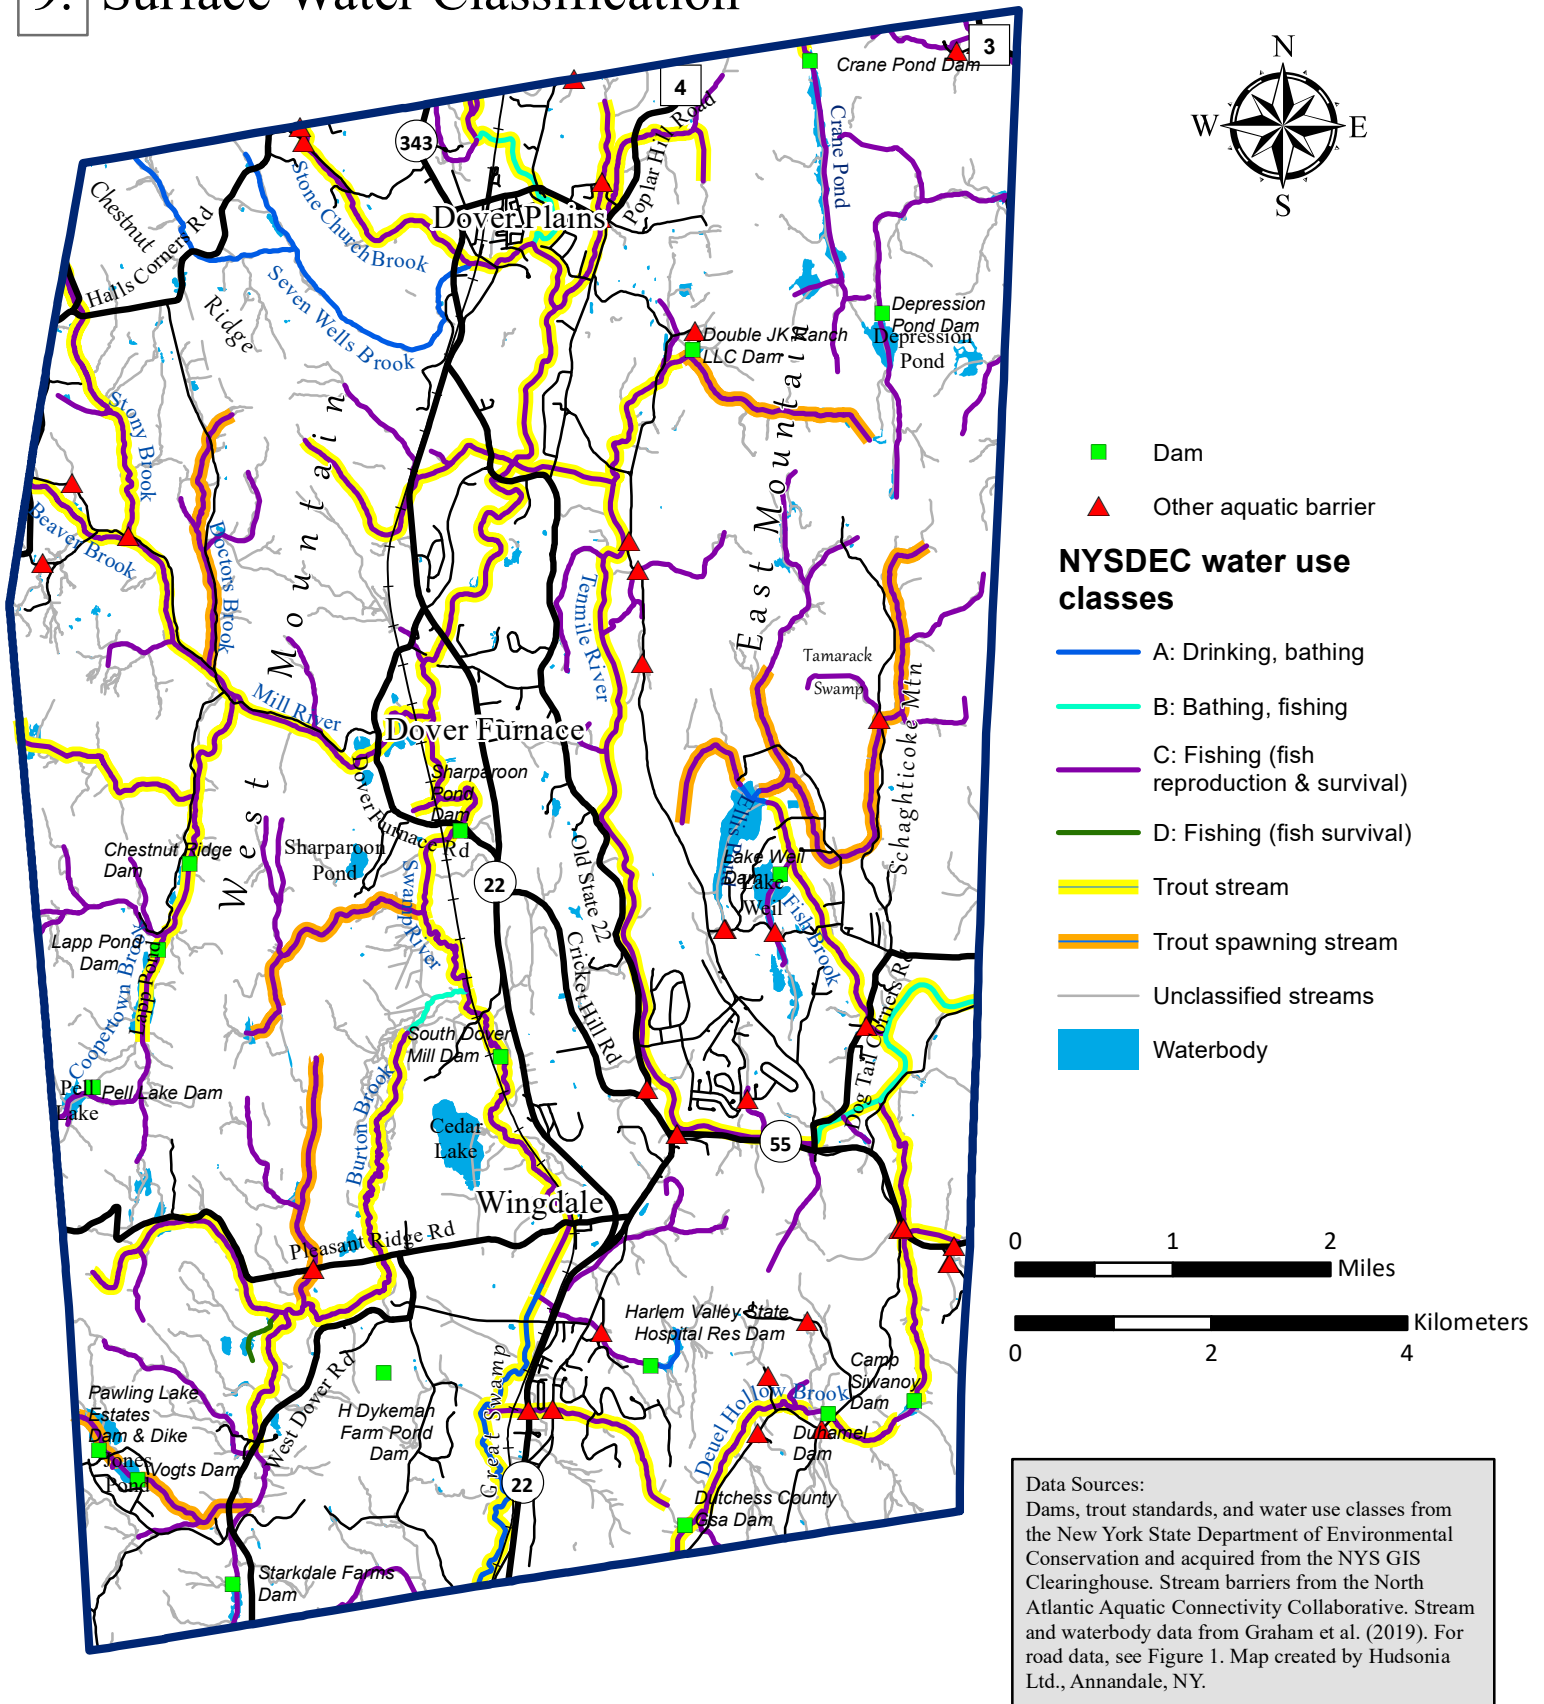 9. Surface Water Classification
3
Crane Pond Dam
4
N
W
E
S
343
Crane Pond
Poplar Hill Road
Stone Church Brook
Chestnut
Ridge
Halls Corners Rd
Dover Plains
Seven Wells Brook
Depression
Pond Dam
Depression
Pond
Double JK Ranch
LLC Dam
Stony Brook
Beaver Brook
Doctors Brook
West Mountain
East Mountain
Tenmile River
Tamarack
Swamp
Schaghticoke Mtn
Mill River
Dover Furnace
Sharparoon
Pond
Dam
Dover Furnace Rd
Sharparoon
Pond
Chestnut Ridge
Dam
Ellis Pond
Lake Weil
Dam
Lake
Weil
Fish Brook
22
Old State 22
Cricket Hill Rd
Swamp River
Lapp Pond
Dam
Lapp Pond
Coopertown Brook
Dog Tail Corners Rd
South Dover
Mill Dam
Pell
Lake
Pell Lake Dam
Burton Brook
Cedar
Lake
55
Wingdale
Pleasant Ridge Rd
Harlem Valley State
Hospital Res Dam
Camp
Siwanoy
Dam
Pawling Lake
Estates
Dam & Dike
West Dover Rd
H Dykeman
Farm Pond
Dam
Great Swamp
Deuel Hollow Brook
Duhamel
Dam
Jones
Pond
Vogts Dam
22
Dutchess County
Gsa Dam
Starkdale Farms
Dam
Dam
Other aquatic barrier
NYSDEC water use
classes
A: Drinking, bathing
B: Bathing, fishing
C: Fishing (fish
reproduction & survival)
D: Fishing (fish survival)
Trout stream
Trout spawning stream
Unclassified streams
Waterbody
0 1 2
Miles
Kilometers
0 2 4
Data Sources:
Dams, trout standards, and water use classes from
the New York State Department of Environmental
Conservation and acquired from the NYS GIS
Clearinghouse. Stream barriers from the North
Atlantic Aquatic Connectivity Collaborative. Stream
and waterbody data from Graham et al. (2019). For
road data, see Figure 1. Map created by Hudsonia
Ltd., Annandale, NY.